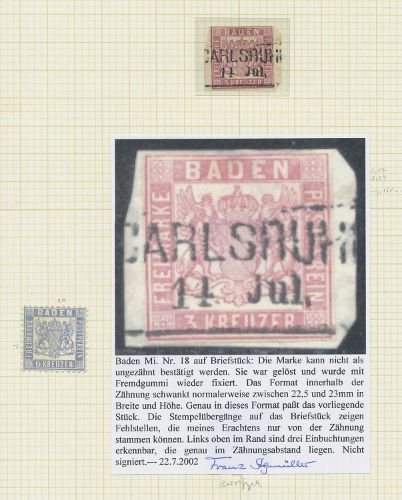 BADEN
CARLSRUH
14 Jul.
3 KREUZER
BADEN
FREIMARKE
POSTVEREIN
CARLSRUH
14. Jul.
3 KREUZER
BADEN
FREIMARKE
POSTVEREIN
6 KREUZER
Baden Mi. Nr. 18 auf Briefstück: Die Marke kann nicht als
ungezähnt bestätigt werden. Sie war gelöst und wurde mit
Fremdgummi wieder fixiert. Das Format innerhalb der
Zähnung schwankt normalerweise zwischen 22,5 und 23mm in
Breite und Höhe. Genau in dieses Format paßt das vorliegende
Stück. Die Stempelübergänge auf das Briefstück zeigen
Fehlstellen, die meines Erachtens nur von der Zähnung
stammen können. Links oben im Rand sind drei Einbuchtungen
erkennbar, die genau im Zähnungsabstand liegen. Nicht
signiert.--- 22.7.2002